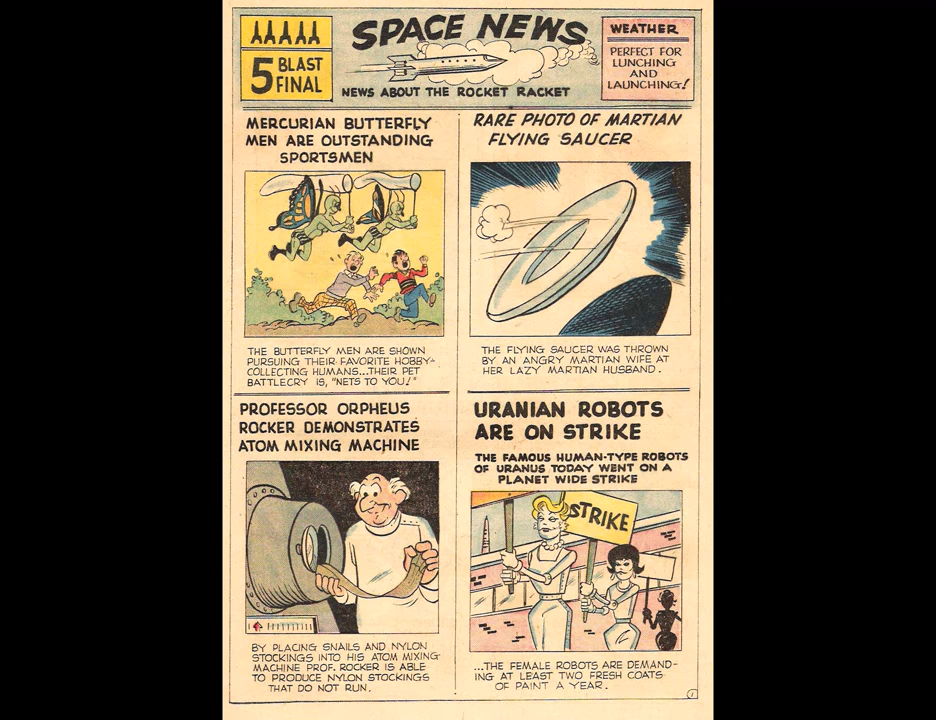 5 BLAST
FINAL
SPACE NEWS
NEWS ABOUT THE ROCKET RACKET
WEATHER
PERFECT FOR
LUNCHING
AND
LAUNCHING!
MERCURIAN BUTTERFLY
MEN ARE OUTSTANDING
SPORTSMEN
THE BUTTERFLY MEN ARE SHOWN
PURSUING THEIR FAVORITE HOBBY-
COLLECTING HUMANS...THEIR PET
BATTLECRY IS, "NETS TO YOU!"
RARE PHOTO OF MARTIAN
FLYING SAUCER
THE FLYING SAUCER WAS THROWN
BY AN ANGRY MARTIAN WIFE AT
HER LAZY MARTIAN HUSBAND.
PROFESSOR ORPHEUS
ROCKER DEMONSTRATES
ATOM MIXING MACHINE
BY PLACING SNAILS AND NYLON
STOCKINGS INTO HIS ATOM MIXING
MACHINE PROF. ROCKER IS ABLE
TO PRODUCE NYLON STOCKINGS
THAT DO NOT RUN.
URANIAN ROBOTS
ARE ON STRIKE
THE FAMOUS HUMAN-TYPE ROBOTS
OF URANUS TODAY WENT ON A
PLANET WIDE STRIKE
STRIKE
...THE FEMALE ROBOTS ARE DEMAND-
ING AT LEAST TWO FRESH COATS
OF PAINT A YEAR.
1